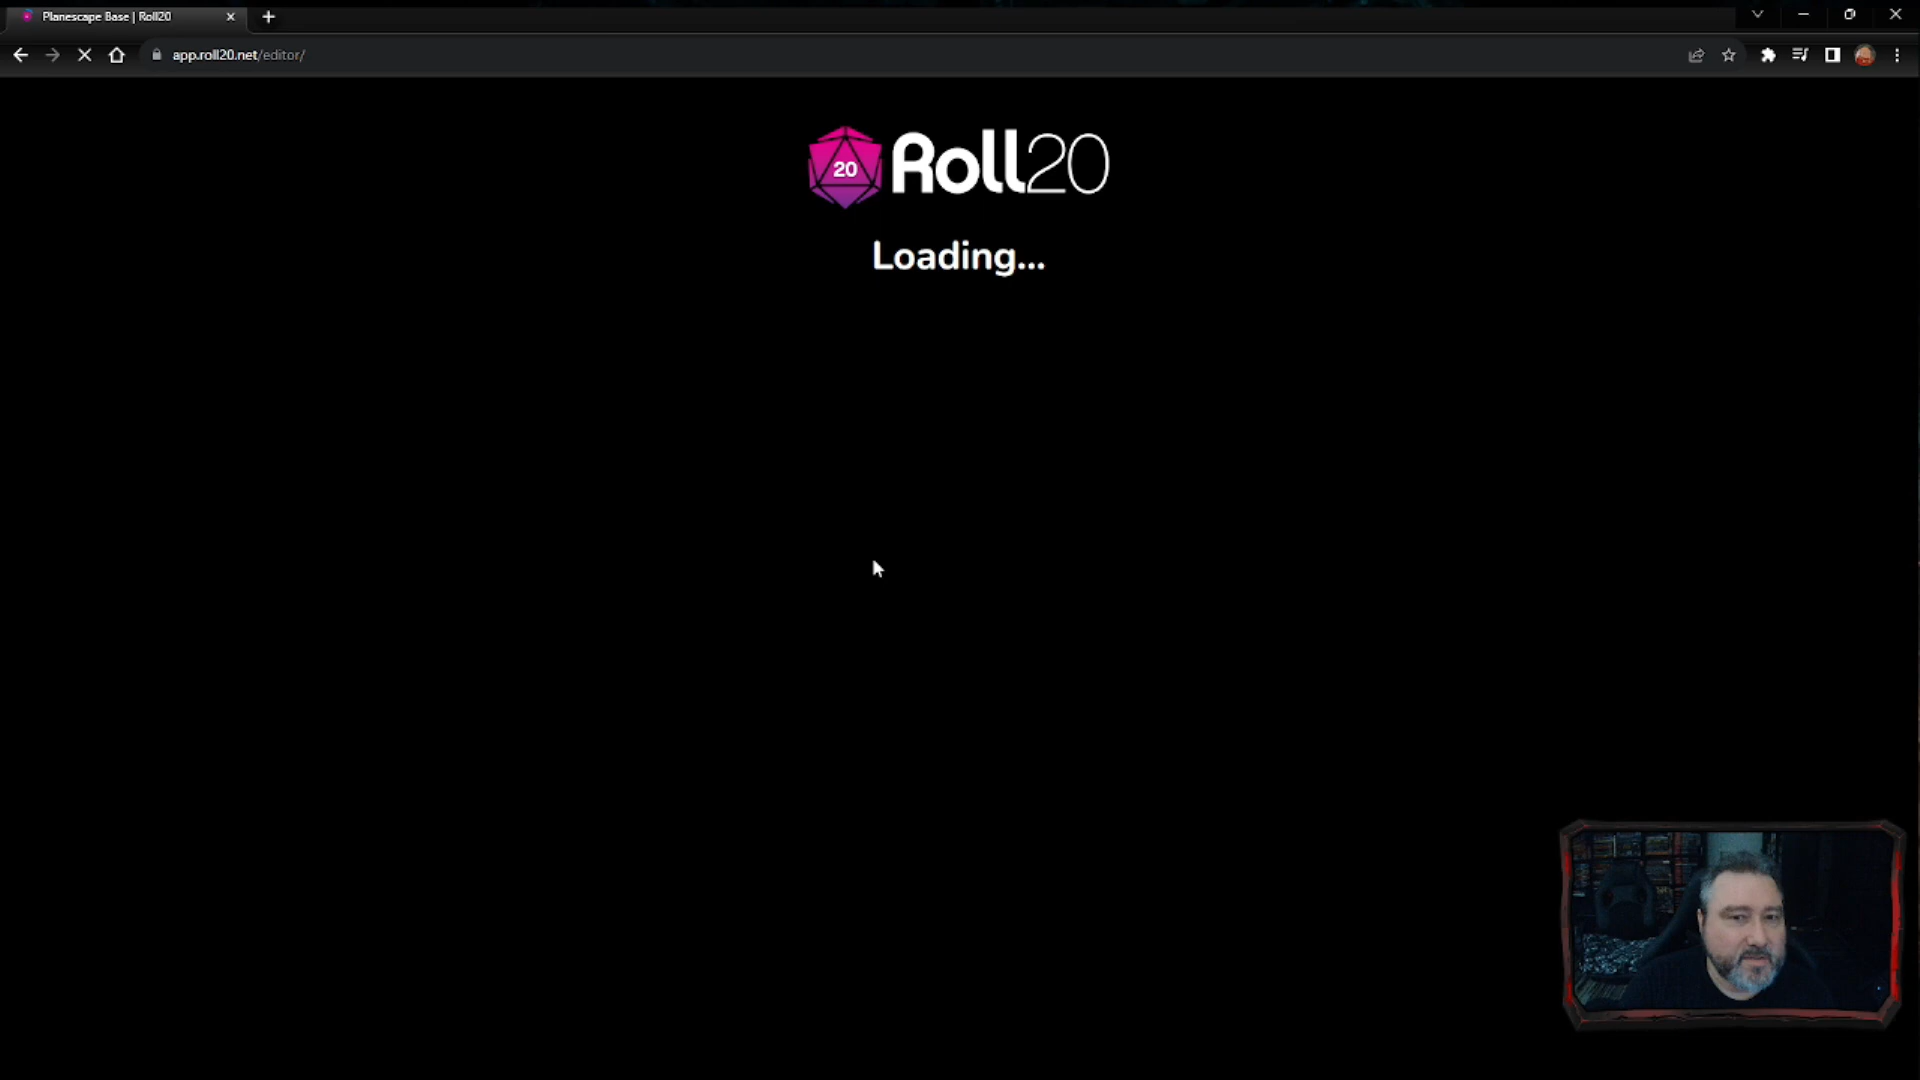 Planescape Base | Roll20
app.roll20.net/editor/
20 Roll20
Loading...